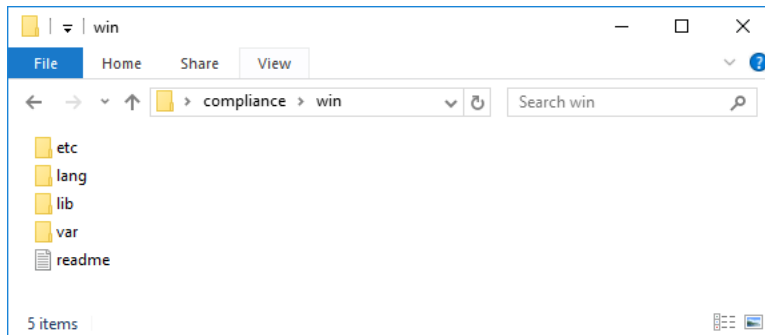 win
File Home Share View ?
compliance win Search win
etc
lang
lib
var
readme
5 items